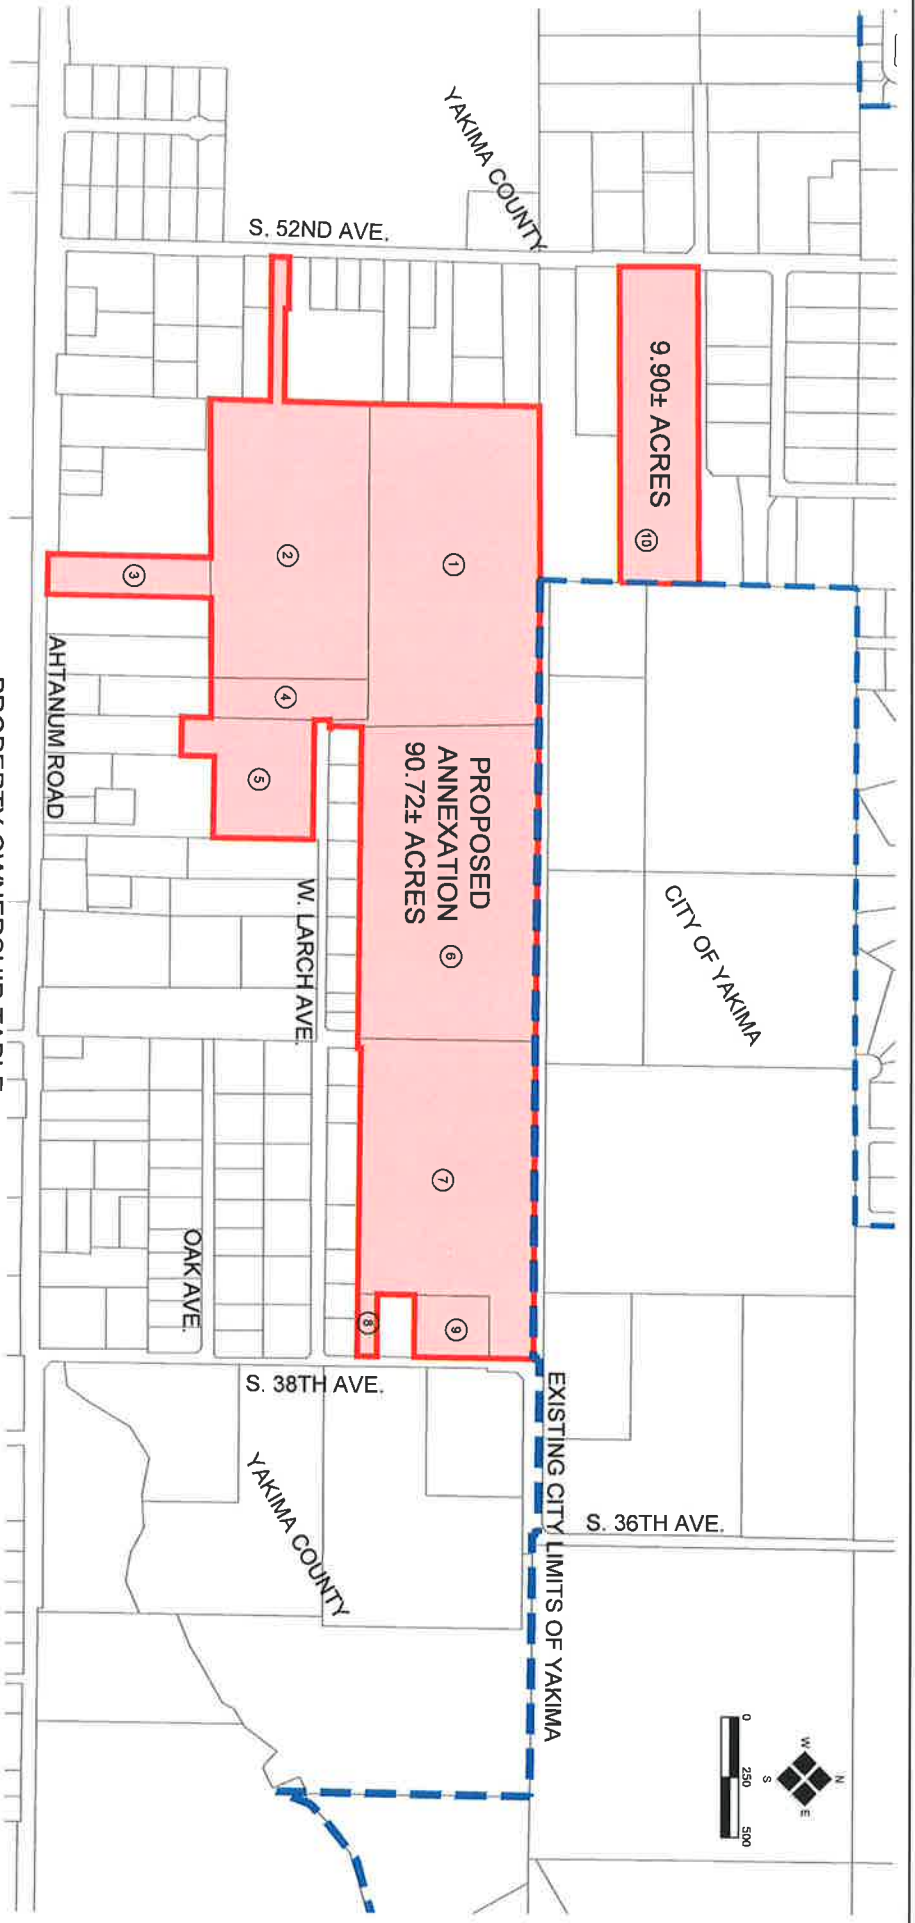 YAKIMA COUNTY
S. 52ND AVE.
9.90± ACRES
10
1
2
3
4
5
PROPOSED
ANNEXATION
90.72± ACRES
6
7
8
9
CITY OF YAKIMA
AHTANUM ROAD
W. LARCH AVE.
OAK AVE.
S. 38TH AVE.
YAKIMA COUNTY
EXISTING CITY LIMITS OF YAKIMA
S. 36TH AVE.
N
W
E
S
0 250 500